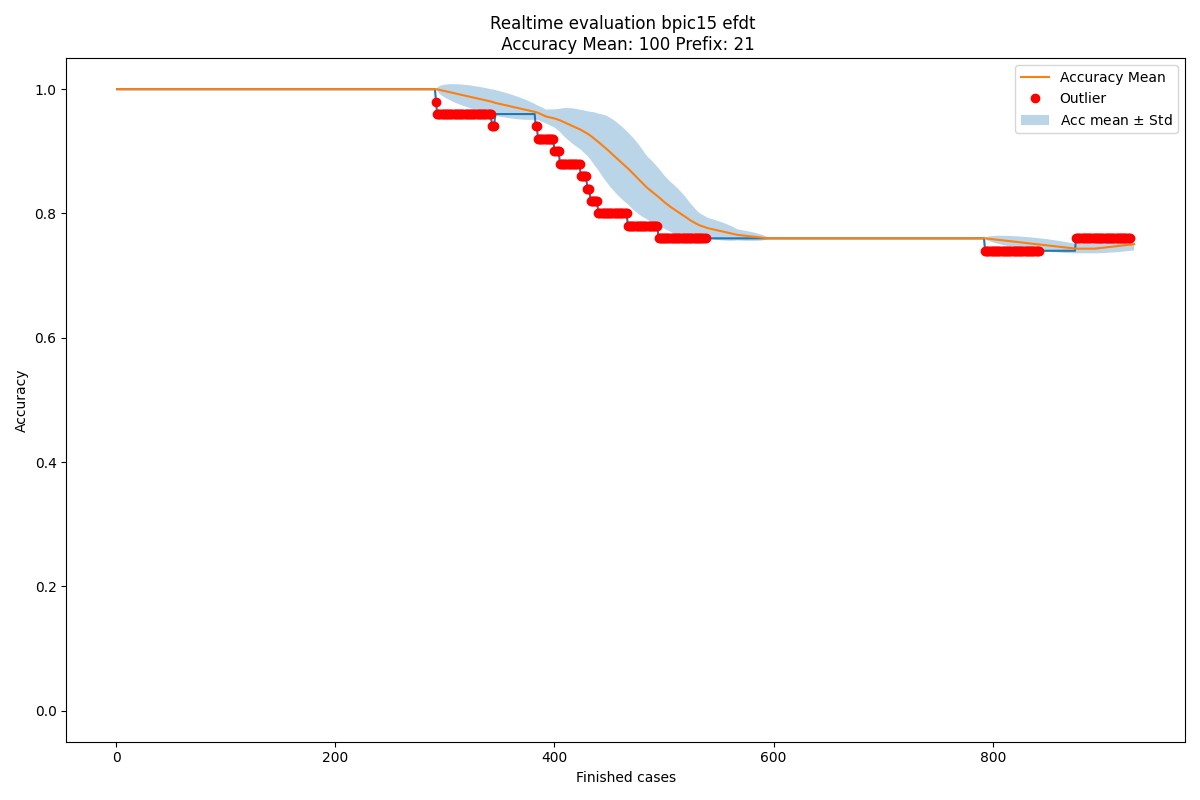 Realtime evaluation bpic15 efdt
Accuracy Mean: 100 Prefix: 21
Accuracy Mean
Outlier
Acc mean ± Std
1.0
0.8
0.6
0.4
0.2
0.0
Accuracy
0 200 400 600 800
Finished cases